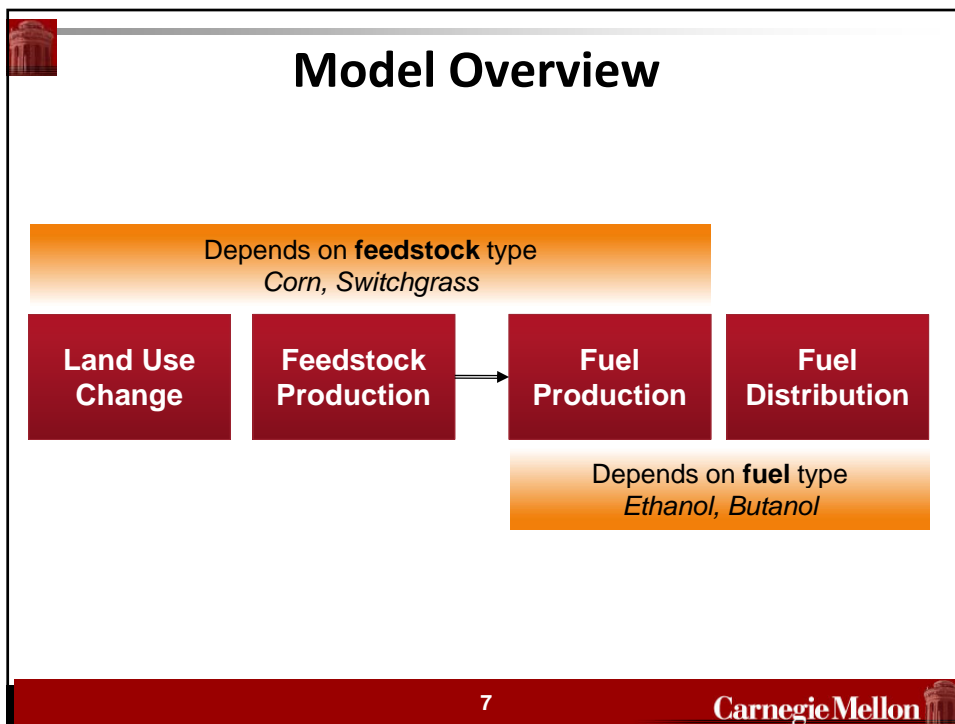 Model Overview
Depends on feedstock type
Corn, Switchgrass
Land Use
Change
Feedstock
Production
Fuel
Production
Fuel
Distribution
Depends on fuel type
Ethanol, Butanol
7
Carnegie Mellon